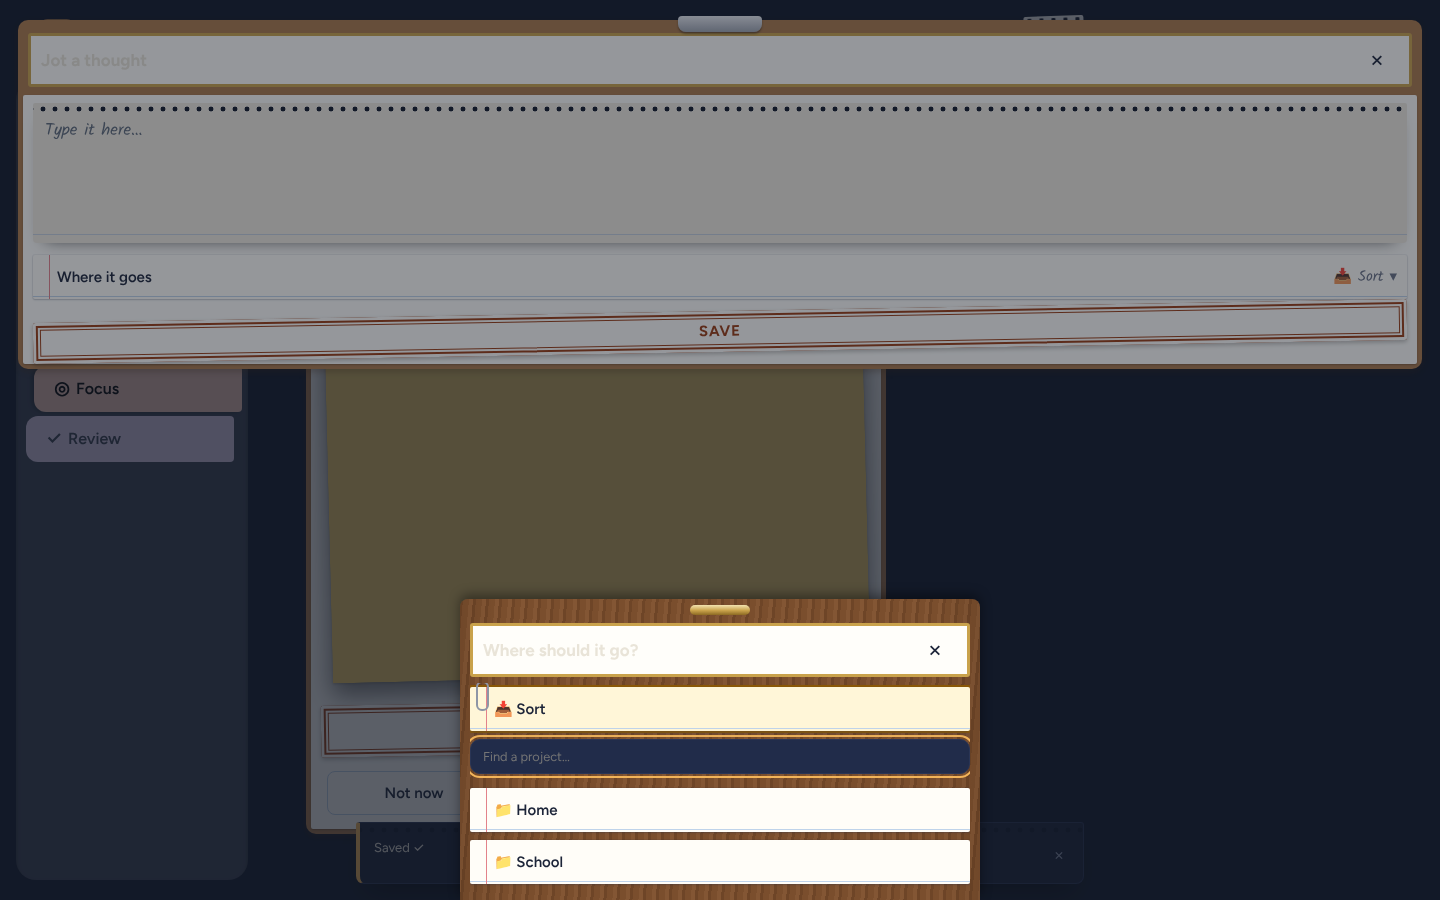 Jot a thought
×
Type it here...
Where it goes
Sort ▾
SAVE
Focus
Review
Where should it go?
×
Sort
Find a project...
Home
School
Not now
Saved ✓
×